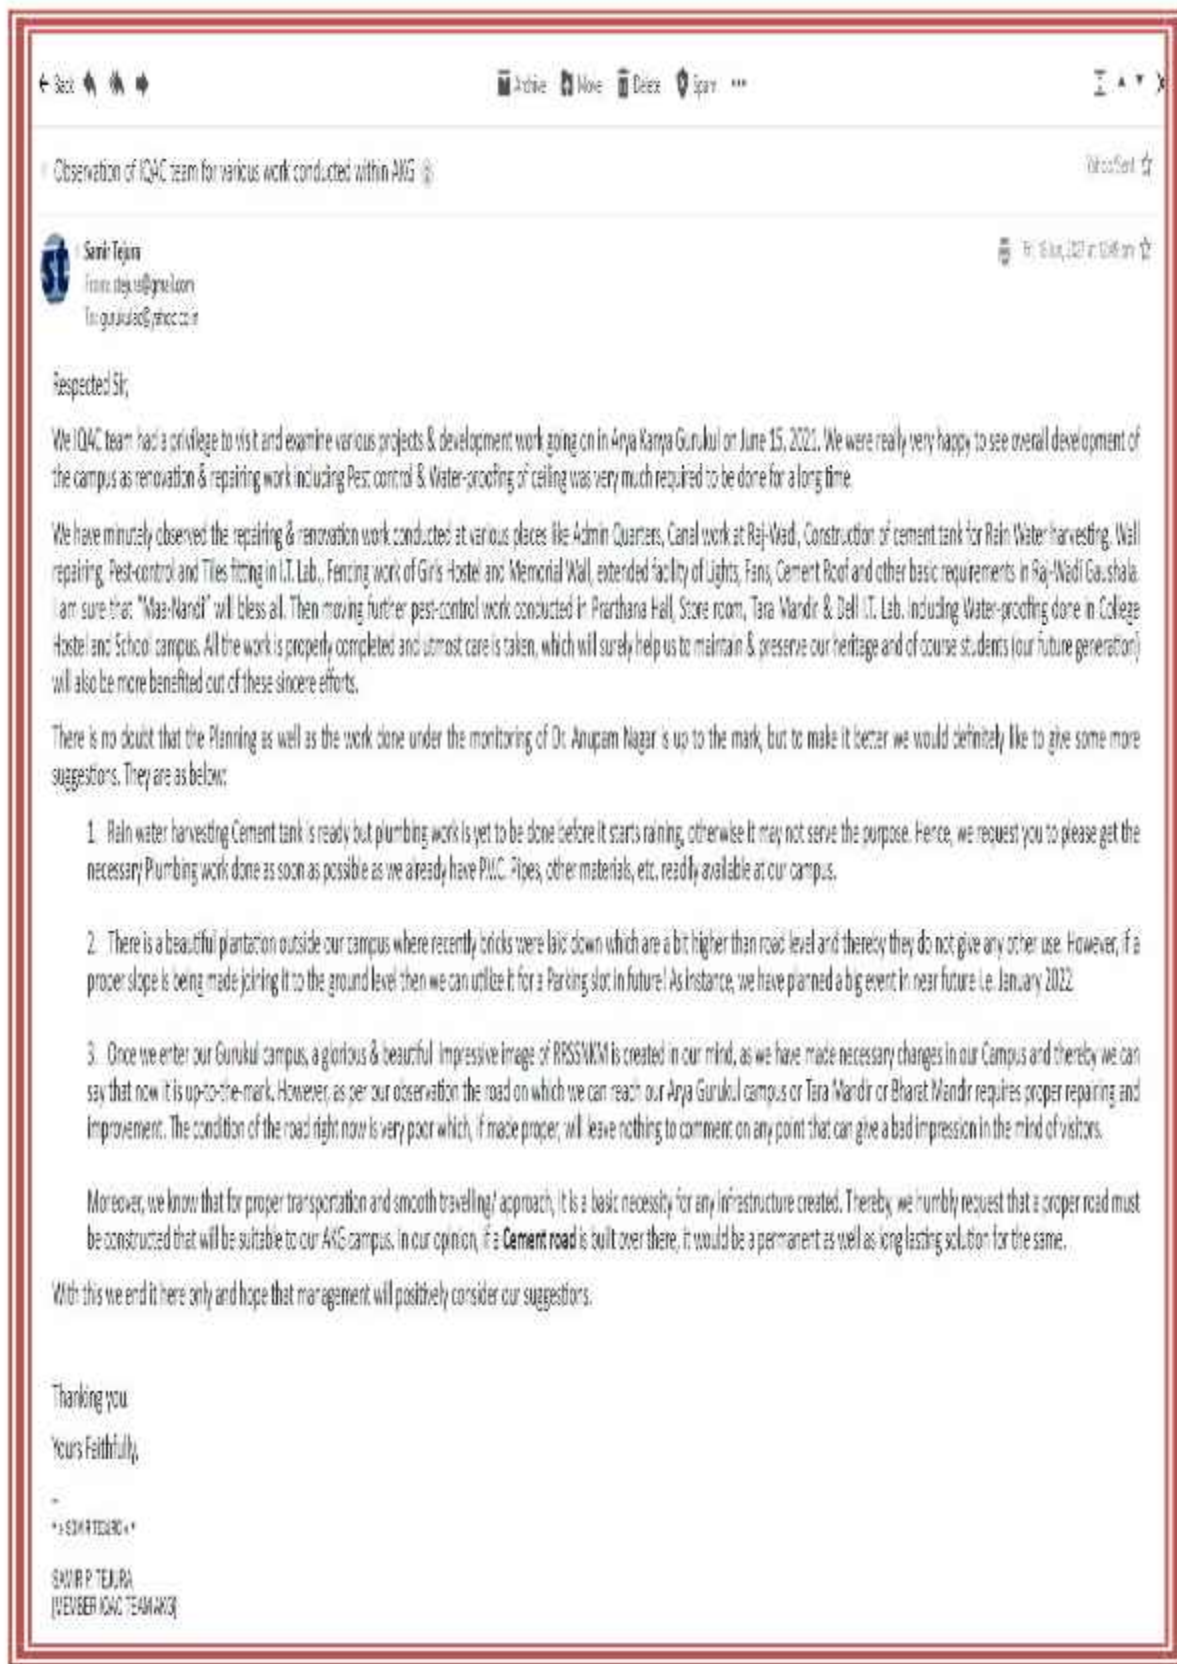 Back
Archive Move Delete Spam
Observation of IQAC team for various work conducted within AKG
Yahoo/Sent
Samir Tejura
From:
To:
Respected Sir,
We IQAC team had a privilege to visit and examine various projects & development work going on in Arya Kanya Gurukul on June 15, 2021. We were really very happy to see overall development of
the campus as renovation & repairing work including Pest control & Water-proofing of ceiling was very much required to be done for a long time.
We have minutely observed the repairing & renovation work conducted at various places like Admin Quarters, Canal work at Raj-Wadi, Construction of cement tank for Rain Water harvesting, Wall
repairing, Pest-control and Tiles fitting in I.T. Lab., Fencing work of Girls Hostel and Memorial Wall, extended facility of Lights, Fans, Cement Roof and other basic requirements in Raj-Wadi Gaushala.
I am sure that "Maa-Nandi" will bless all. Then moving further pest-control work conducted in Prarthana Hall, Store room, Tara Mandir & Dell I.T. Lab. Including Water-proofing done in College
Hostel and School campus. All the work is properly completed and utmost care is taken, which will surely help us to maintain & preserve our heritage and of course students (our future generation)
will also be more benefited out of these sincere efforts.
There is no doubt that the Planning as well as the work done under the monitoring of Dr. Anupam Nagar is up to the mark, but to make it better we would definitely like to give some more
suggestions. They are as below:
1. Rain water harvesting Cement tank is ready but plumbing work is yet to be done before it starts raining, otherwise it may not serve the purpose. Hence, we request you to please get the
necessary Plumbing work done as soon as possible as we already have P.V.C. Pipes, other materials, etc. readily available at our campus.
2. There is a beautiful plantation outside our campus where recently bricks were laid down which are a bit higher than road level and thereby they do not give any other use. However, if a
proper slope is being made joining it to the ground level then we can utilize it for a Parking slot in future! As instance, we have planned a big event in near future i.e. January 2022.
3. Once we enter our Gurukul campus, a glorious & beautiful impressive image of RRSSNKM is created in our mind, as we have made necessary changes in our Campus and thereby we can
say that now it is up-to-the-mark. However, as per our observation the road on which we can reach our Arya Gurukul campus or Tara Mandir or Bharat Mandir requires proper repairing and
improvement. The condition of the road right now is very poor which, if made proper, will leave nothing to comment on any point that can give a bad impression in the mind of visitors.
Moreover, we know that for proper transportation and smooth travelling/ approach, it is a basic necessity for any infrastructure created. Thereby, we humbly request that a proper road must
be constructed that will be suitable to our AKG campus. In our opinion, if a Cement road is built over there, it would be a permanent as well as long lasting solution for the same.
With this we end it here only and hope that management will positively consider our suggestions.
Thanking you.
Yours Faithfully,
SAMIR P. TEJURA
[MEMBER IQAC TEAM AKG]